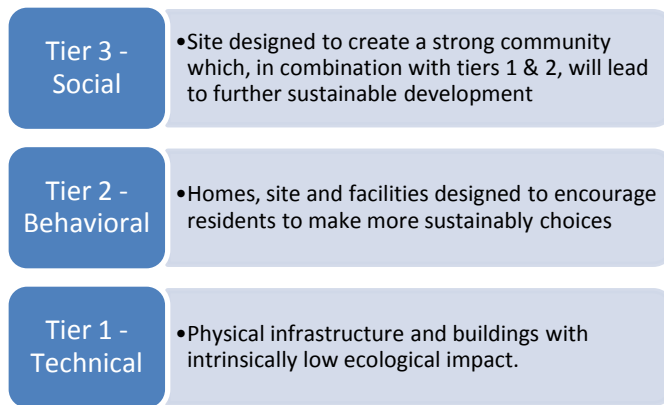 Tier 3 -
Social
•Site designed to create a strong community
which, in combination with tiers 1 & 2, will lead
to further sustainable development
Tier 2 -
Behavioral
•Homes, site and facilities designed to encourage
residents to make more sustainably choices
Tier 1 -
Technical
•Physical infrastructure and buildings with
intrinsically low ecological impact.